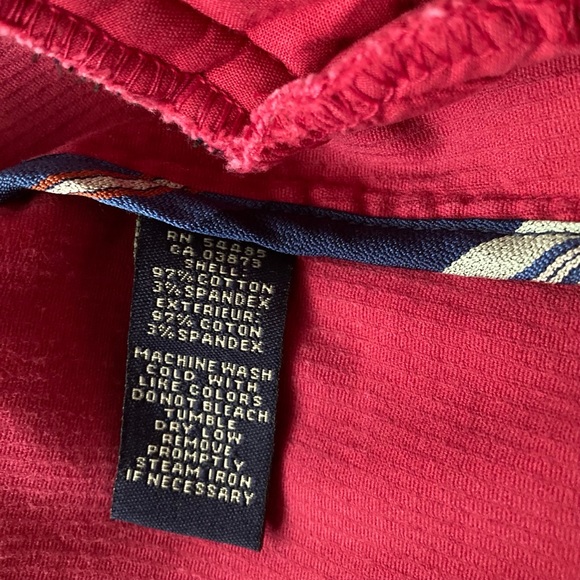 RN 54485
CA 03873
SHELL:
97% COTTON
3% SPANDEX
EXTERIEUR:
97% COTON
3% SPANDEX
MACHINE WASH
COLD WITH
LIKE COLORS
DO NOT BLEACH
TUMBLE
DRY LOW
REMOVE
PROMPTLY
STEAM IRON
IF NECESSARY